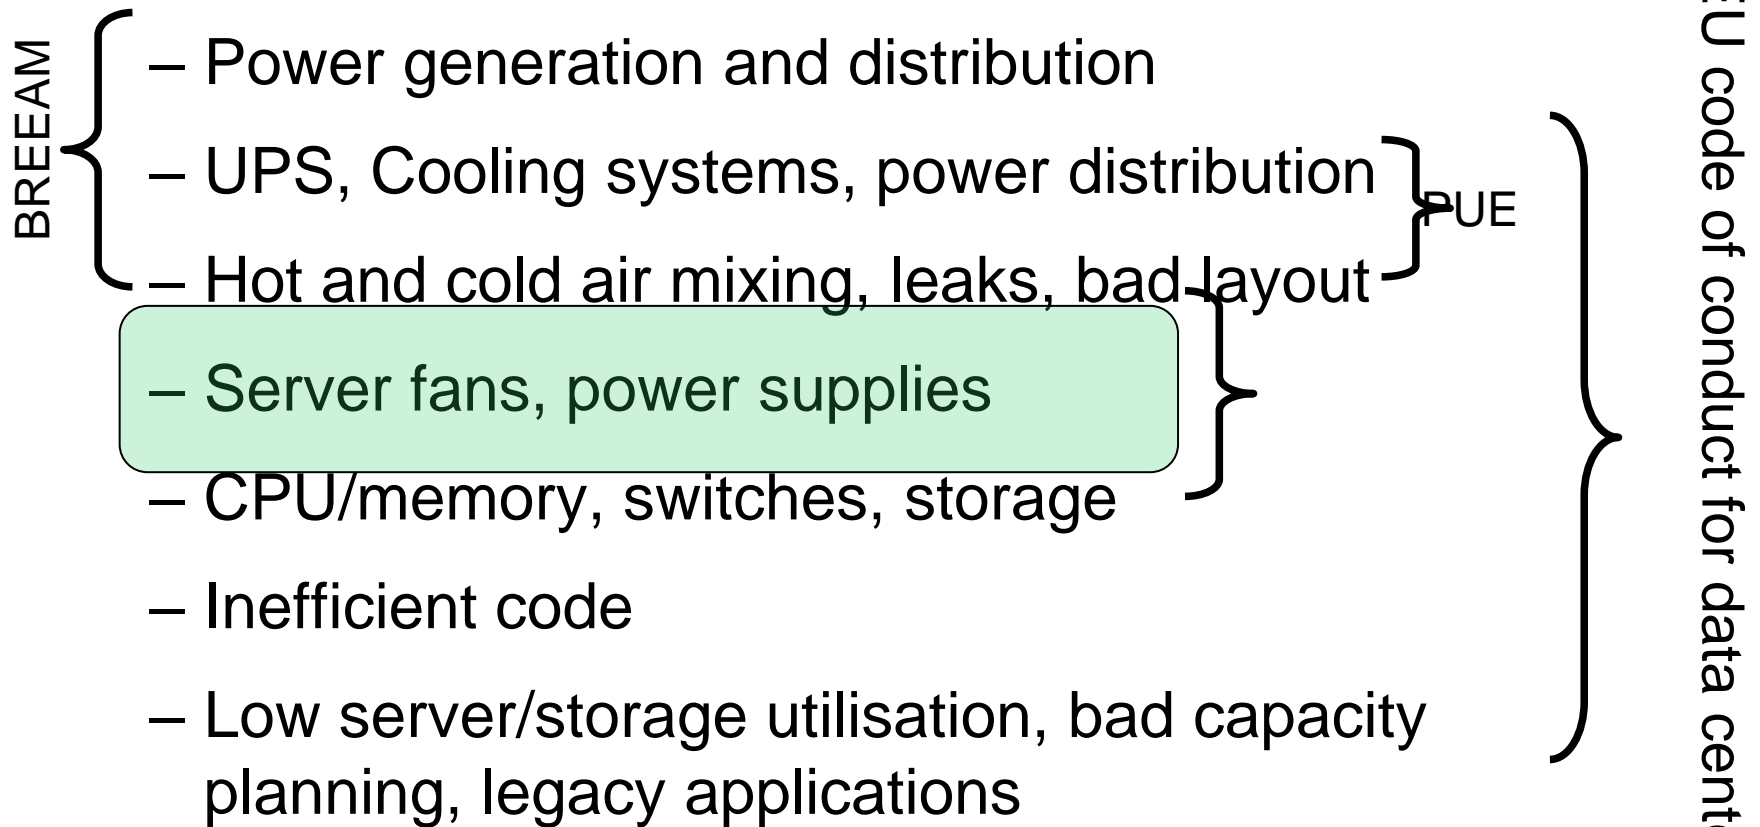 BREEAM
– Power generation and distribution
– UPS, Cooling systems, power distribution
PUE
– Hot and cold air mixing, leaks, bad layout
– Server fans, power supplies
– CPU/memory, switches, storage
– Inefficient code
– Low server/storage utilisation, bad capacity
planning, legacy applications
EU code of conduct for data cent